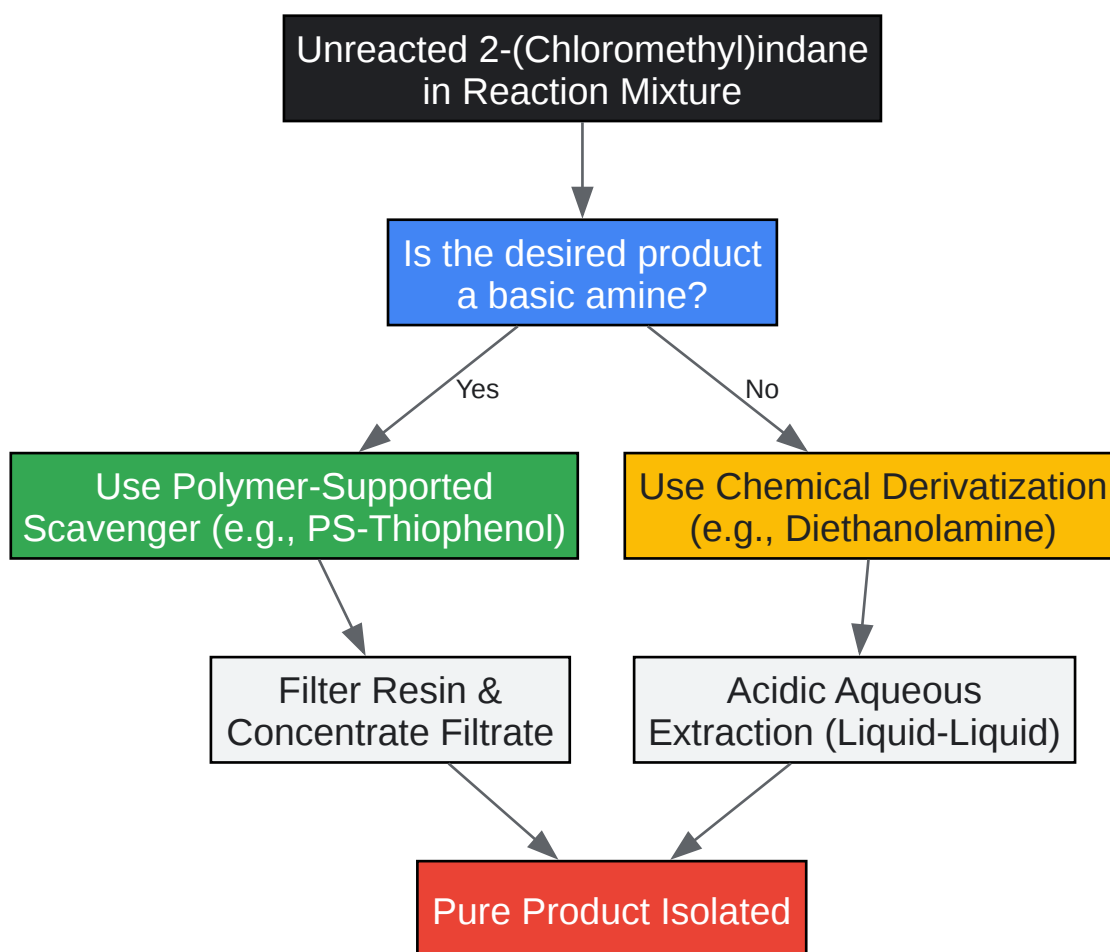 Unreacted 2-(Chloromethyl)indane
in Reaction Mixture
Is the desired product
a basic amine?
Yes
No
Use Polymer-Supported
Scavenger (e.g., PS-Thiophenol)
Use Chemical Derivatization
(e.g., Diethanolamine)
Filter Resin &
Concentrate Filtrate
Acidic Aqueous
Extraction (Liquid-Liquid)
Pure Product Isolated